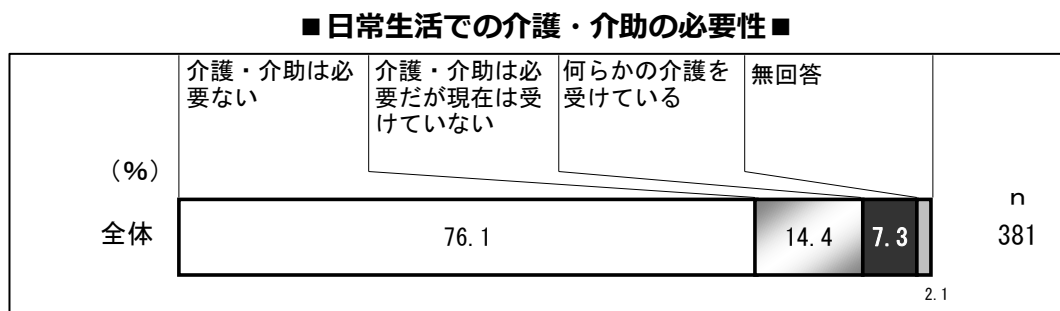 ■日常生活での介護・介助の必要性■
介護・介助は必
要ない
介護・介助は必
要だが現在は受
けていない
何らかの介護を
受けている
無回答
（％）
全体
76.1
14.4
7.3
2.1
n
381